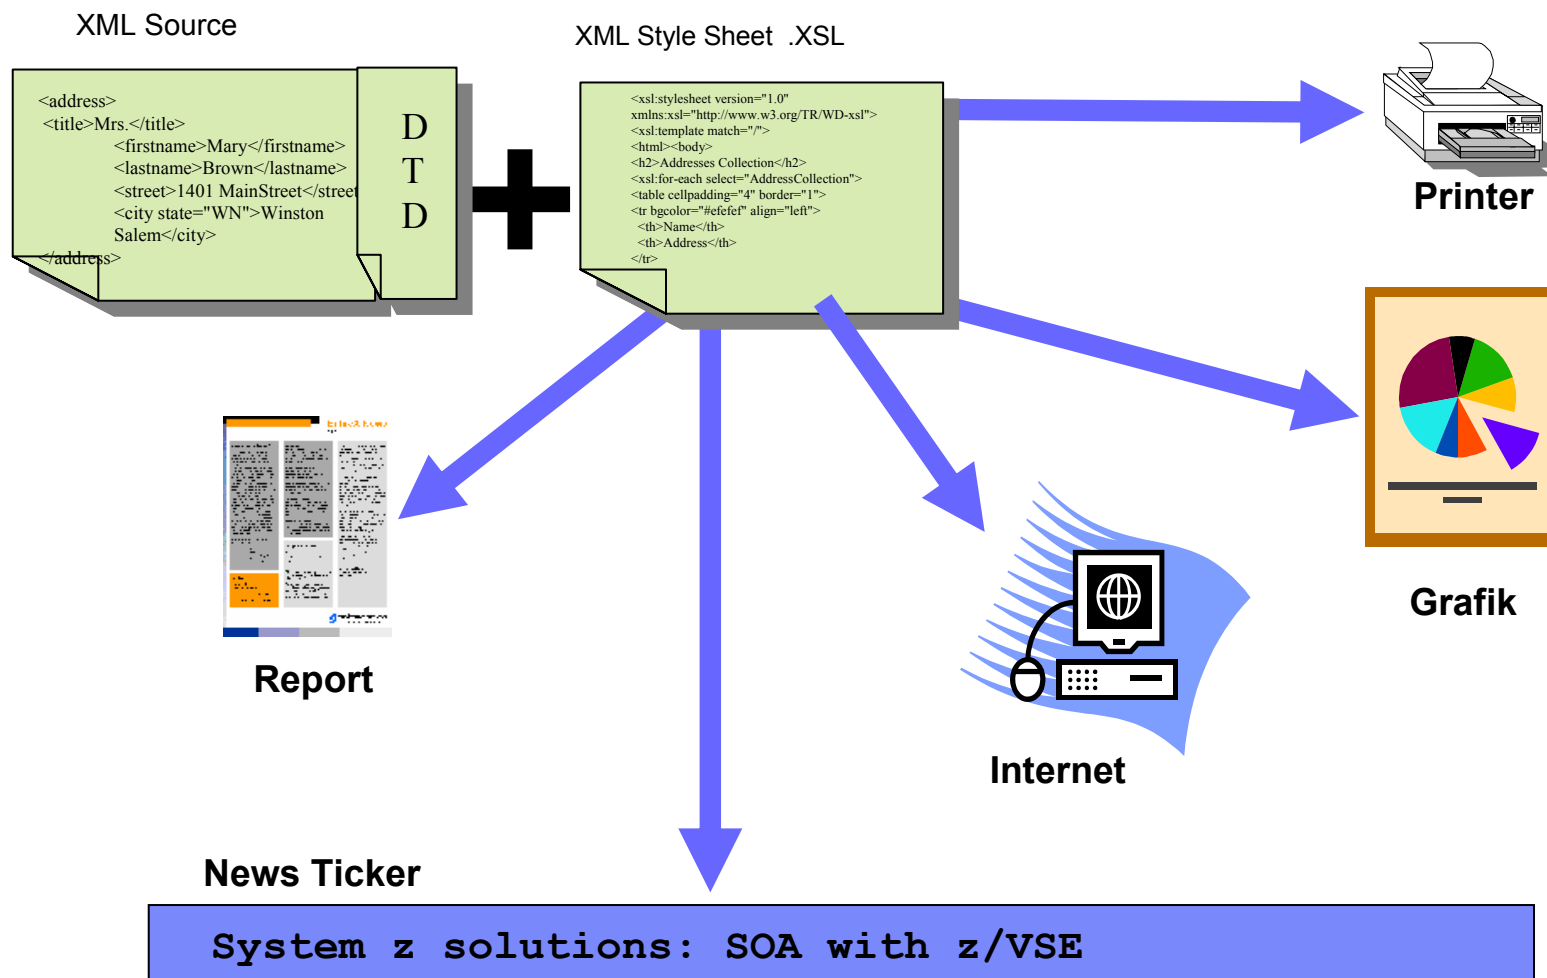 XML Source
XML Style Sheet .XSL
<address>
<title>Mrs.</title>
<firstname>Mary</firstname>
<lastname>Brown</lastname>
<street>1401 MainStreet</street
<city state="WN">Winston
Salem</city>
</address>
D
T
D
<xsl:stylesheet version="1.0"
xmlns:xsl="http://www.w3.org/TR/WD-xsl">
<xsl:template match="/">
<html><body>
<h2>Addresses Collection</h2>
<xsl:for-each select="AddressCollection">
<table cellpadding="4" border="1">
<tr bgcolor="#efefef" align="left">
<th>Name</th>
<th>Address</th>
</tr>
Printer
Grafik
Report
Internet
News Ticker
System z solutions: SOA with z/VSE